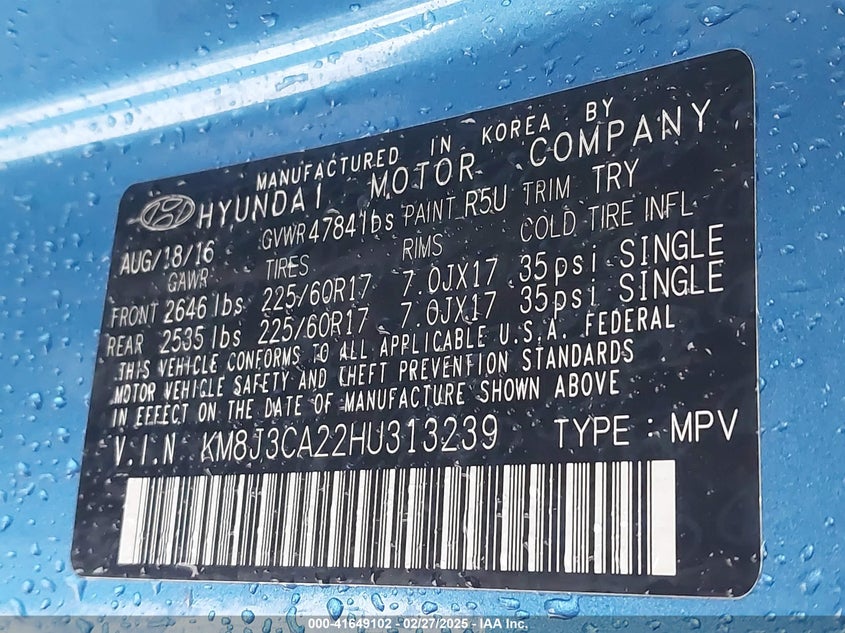 MANUFACTURED IN KOREA BY
HYUNDAI MOTOR COMPANY
AUG/18/16 GVWR 4784lbs PAINT R5U TRIM TRY
GAWR TIRES RIMS COLD TIRE INFL
FRONT 2646 lbs 225/60R17 7.0JX17 35psi SINGLE
REAR 2535 lbs 225/60R17 7.0JX17 35psi SINGLE
THIS VEHICLE CONFORMS TO ALL APPLICABLE U.S.A. FEDERAL
MOTOR VEHICLE SAFETY AND THEFT PREVENTION STANDARDS
IN EFFECT ON THE DATE OF MANUFACTURE SHOWN ABOVE
V.I.N KM8J3CA22HU313239 TYPE : MPV
000-41649102 - 02/27/2025 - IAA Inc.